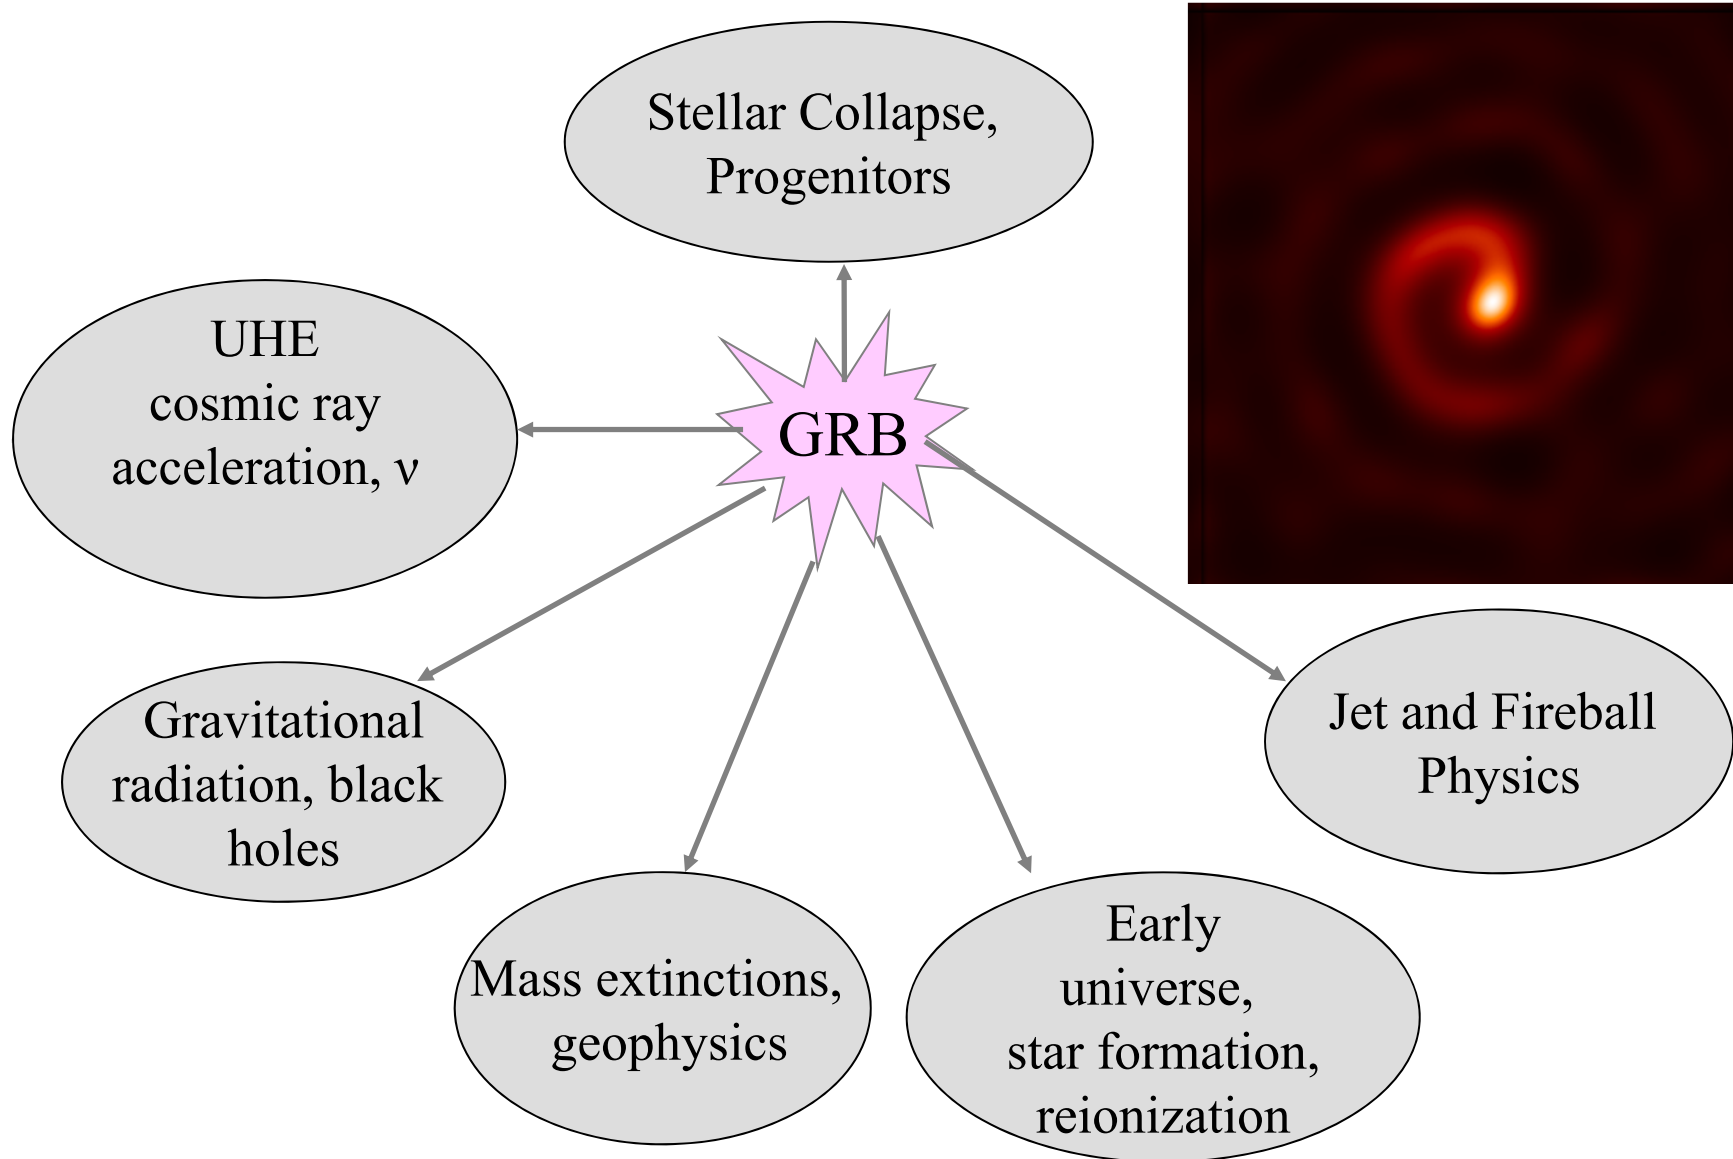 Stellar Collapse,
Progenitors
UHE
cosmic ray
acceleration, ν
GRB
Gravitational
radiation, black
holes
Jet and Fireball
Physics
Mass extinctions,
geophysics
Early
universe,
star formation,
reionization